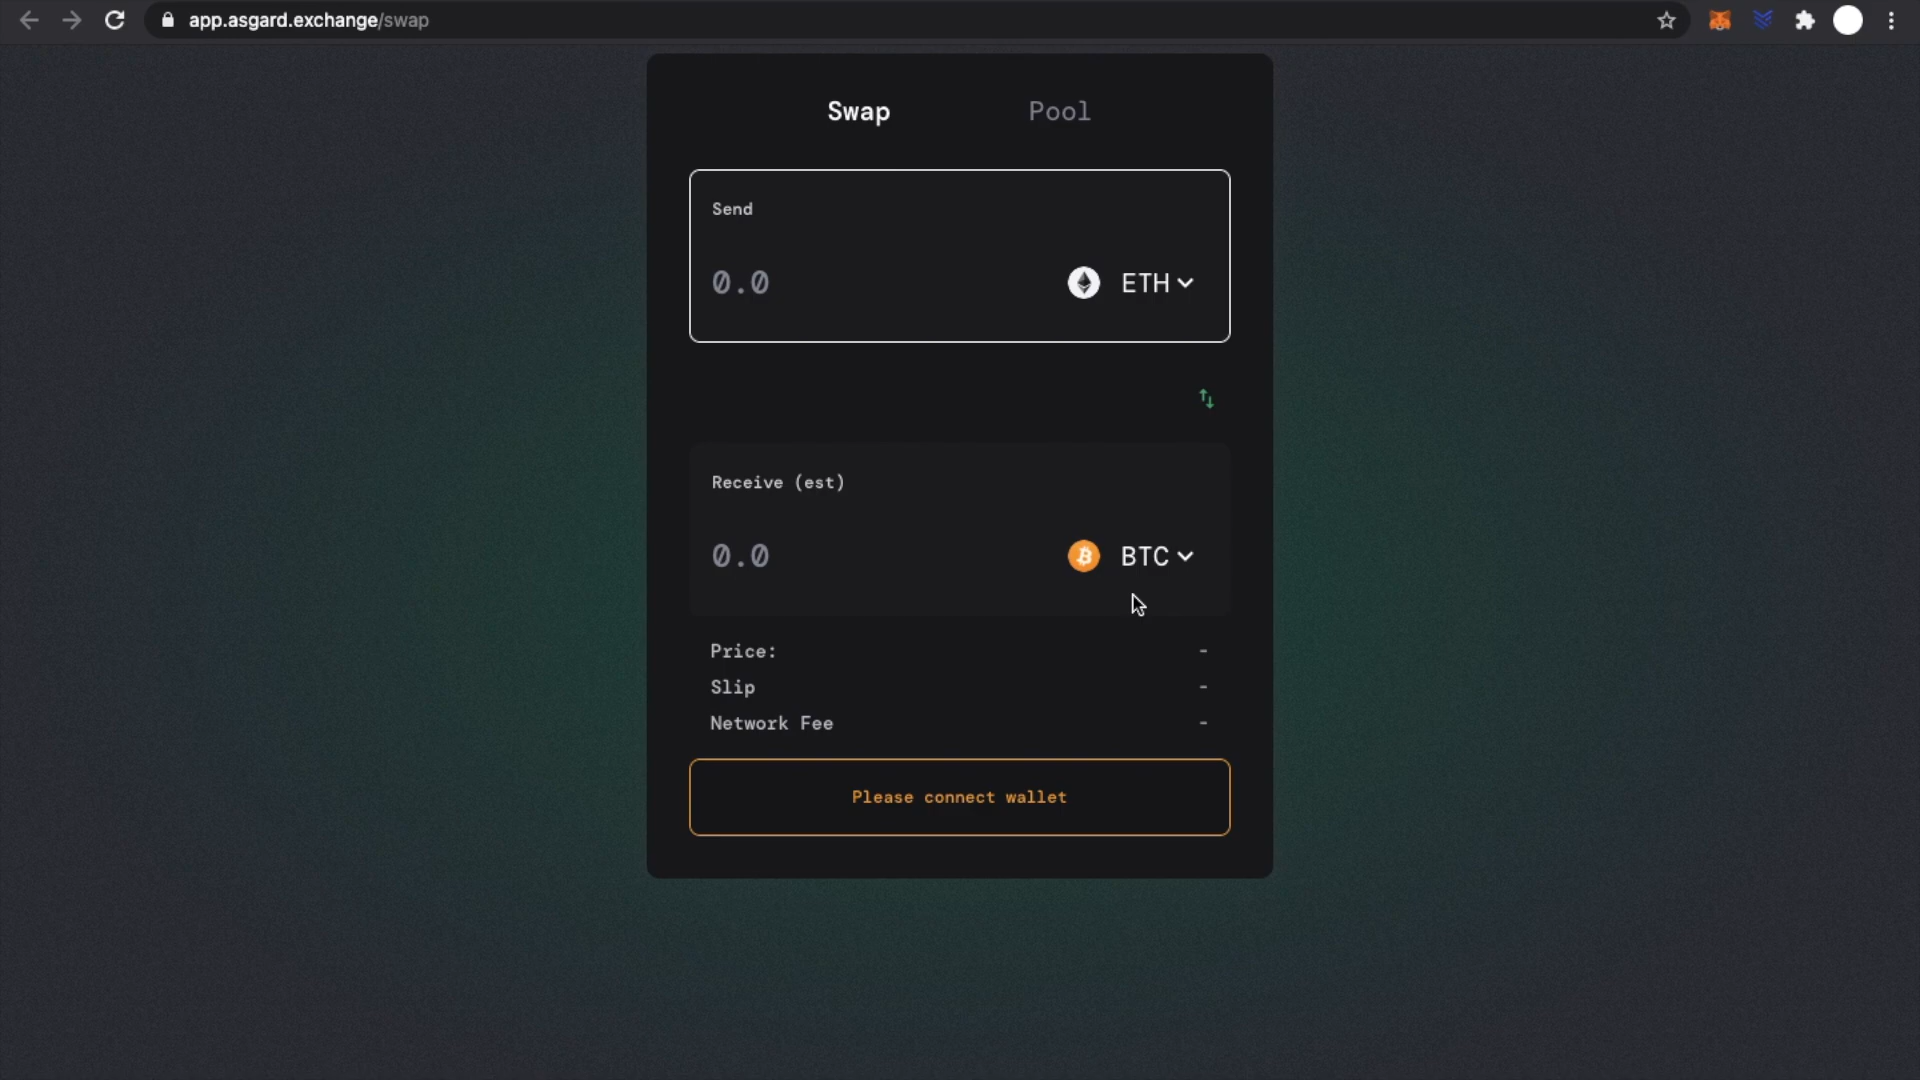 app.asgard.exchange/swap
Swap Pool
Send
0.0 ETH
Receive (est)
0.0 BTC
Price: -
Slip -
Network Fee -
Please connect wallet